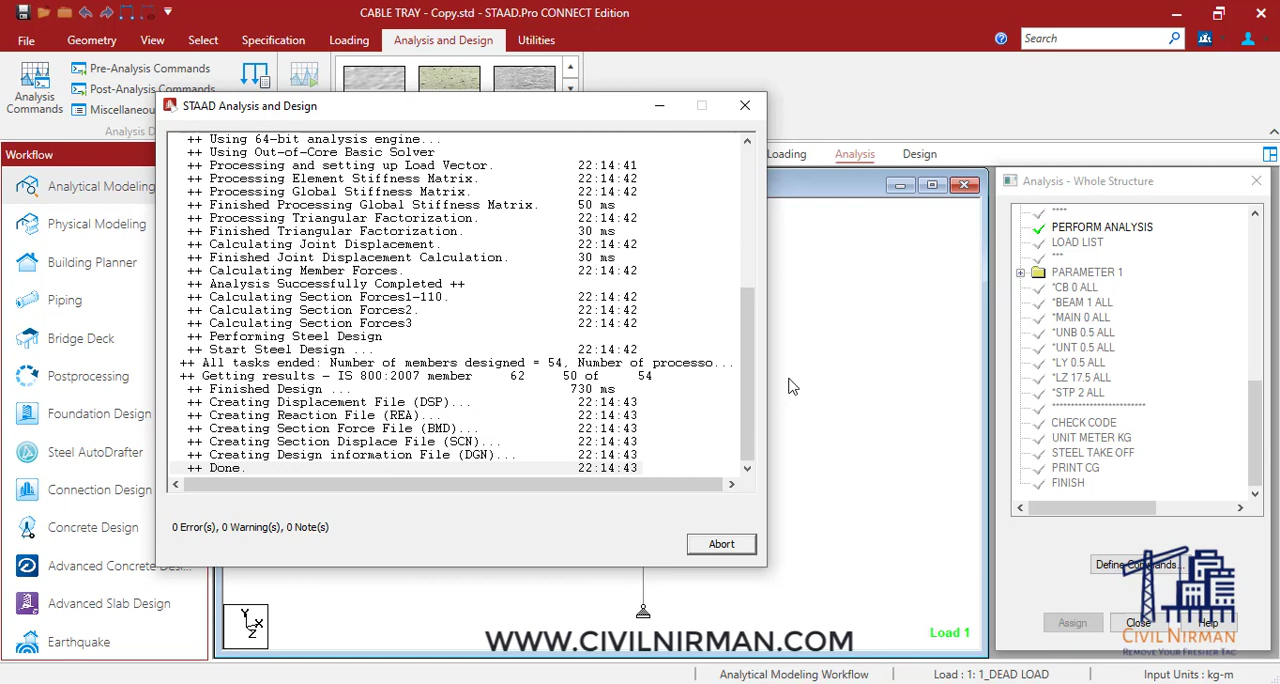 CABLE TRAY - Copy.std - STAAD.Pro CONNECT Edition
File Geometry View Select Specification Loading Analysis and Design Utilities
Search
Analysis Commands
Pre-Analysis Commands
Post-Analysis Commands
Miscellaneou
Analysis D
STAAD Analysis and Design
++ Using 64-bit analysis engine...
++ Using Out-of-Core Basic Solver
++ Processing and setting up Load Vector. 22:14:41
++ Processing Element Stiffness Matrix. 22:14:42
++ Processing Global Stiffness Matrix. 22:14:42
++ Finished Processing Global Stiffness Matrix. 50 ms
++ Processing Triangular Factorization. 22:14:42
++ Finished Triangular Factorization. 30 ms
++ Calculating Joint Displacement. 22:14:42
++ Finished Joint Displacement Calculation. 30 ms
++ Calculating Member Forces. 22:14:42
++ Analysis Successfully Completed ++
++ Calculating Section Forces1-110. 22:14:42
++ Calculating Section Forces2. 22:14:42
++ Calculating Section Forces3 22:14:42
++ Performing Steel Design
++ Start Steel Design ... 22:14:42
++ All tasks ended: Number of members designed = 54, Number of processo...
++ Getting results - IS 800:2007 member 62 50 of 54
++ Finished Design ... 730 ms
++ Creating Displacement File (DSP)... 22:14:43
++ Creating Reaction File (REA)... 22:14:43
++ Creating Section Force File (BMD)... 22:14:43
++ Creating Section Displace File (SCN)... 22:14:43
++ Creating Design information File (DGN)... 22:14:43
++ Done. 22:14:43
0 Error(s), 0 Warning(s), 0 Note(s)
Abort
Workflow
Analytical Modeling
Physical Modeling
Building Planner
Piping
Bridge Deck
Postprocessing
Foundation Design
Steel AutoDrafter
Connection Design
Concrete Design
Advanced Concrete Desi...
Advanced Slab Design
Earthquake
Loading Analysis Design
Analysis - Whole Structure
****
PERFORM ANALYSIS
LOAD LIST
***
PARAMETER 1
*CB 0 ALL
*BEAM 1 ALL
*MAIN 0 ALL
*UNB 0.5 ALL
*UNT 0.5 ALL
*LY 0.5 ALL
*LZ 17.5 ALL
*STP 2 ALL
CHECK CODE
UNIT METER KG
STEEL TAKE OFF
PRINT CG
FINISH
Define Commands...
Assign Close Help
CIVIL NIRMAN
REMOVE YOUR FRESHER TAG
Y X Z
Load 1
WWW.CIVILNIRMAN.COM
Analytical Modeling Workflow Load : 1: 1_DEAD LOAD Input Units : kg-m